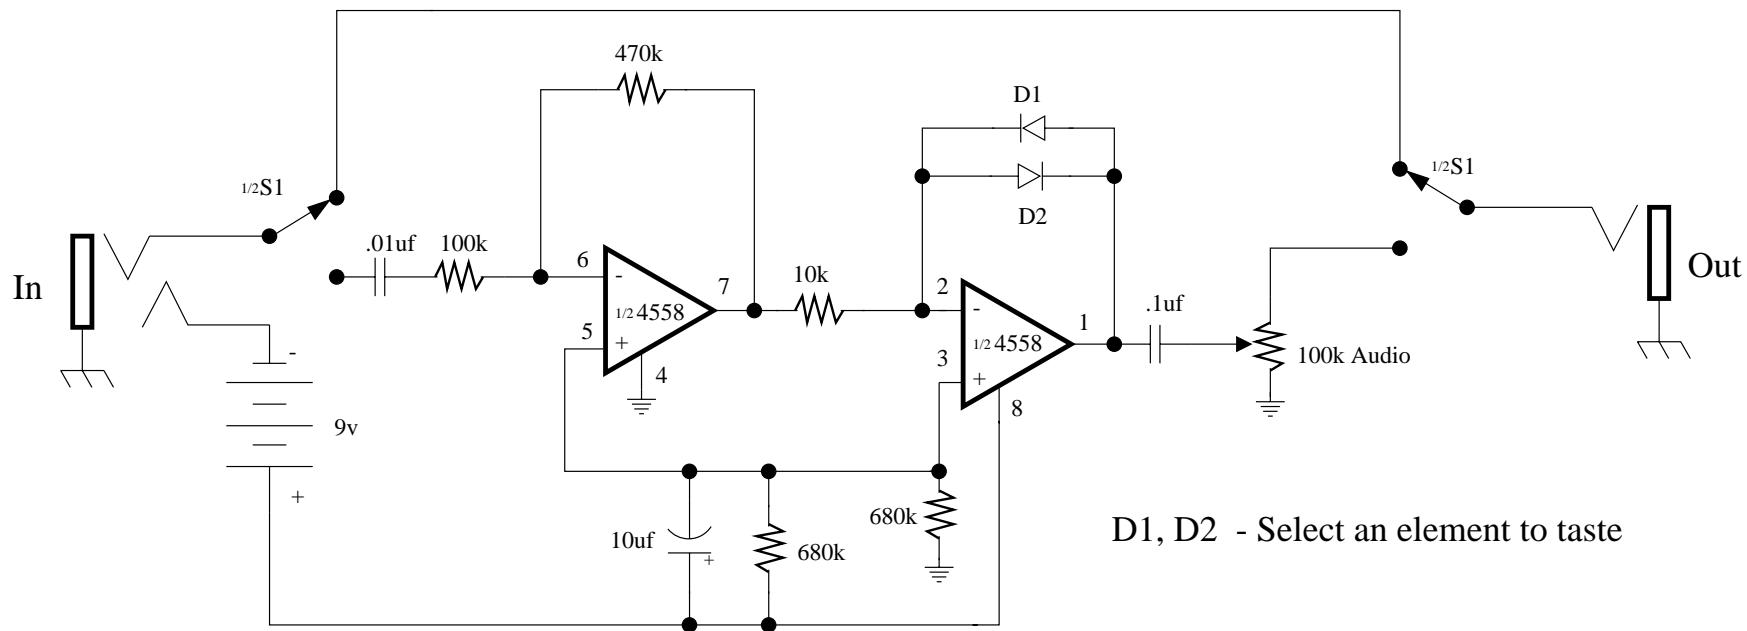 470k
D1
1/2S1
1/2S1
D2
.01uf
100k
In
6
-
7
10k
2
-
.1uf
Out
1/2 4558
5
+
4
1/2 4558
1
3
+
100k Audio
8
-
9v
+
10uf
+
680k
680k
D1, D2 - Select an element to taste